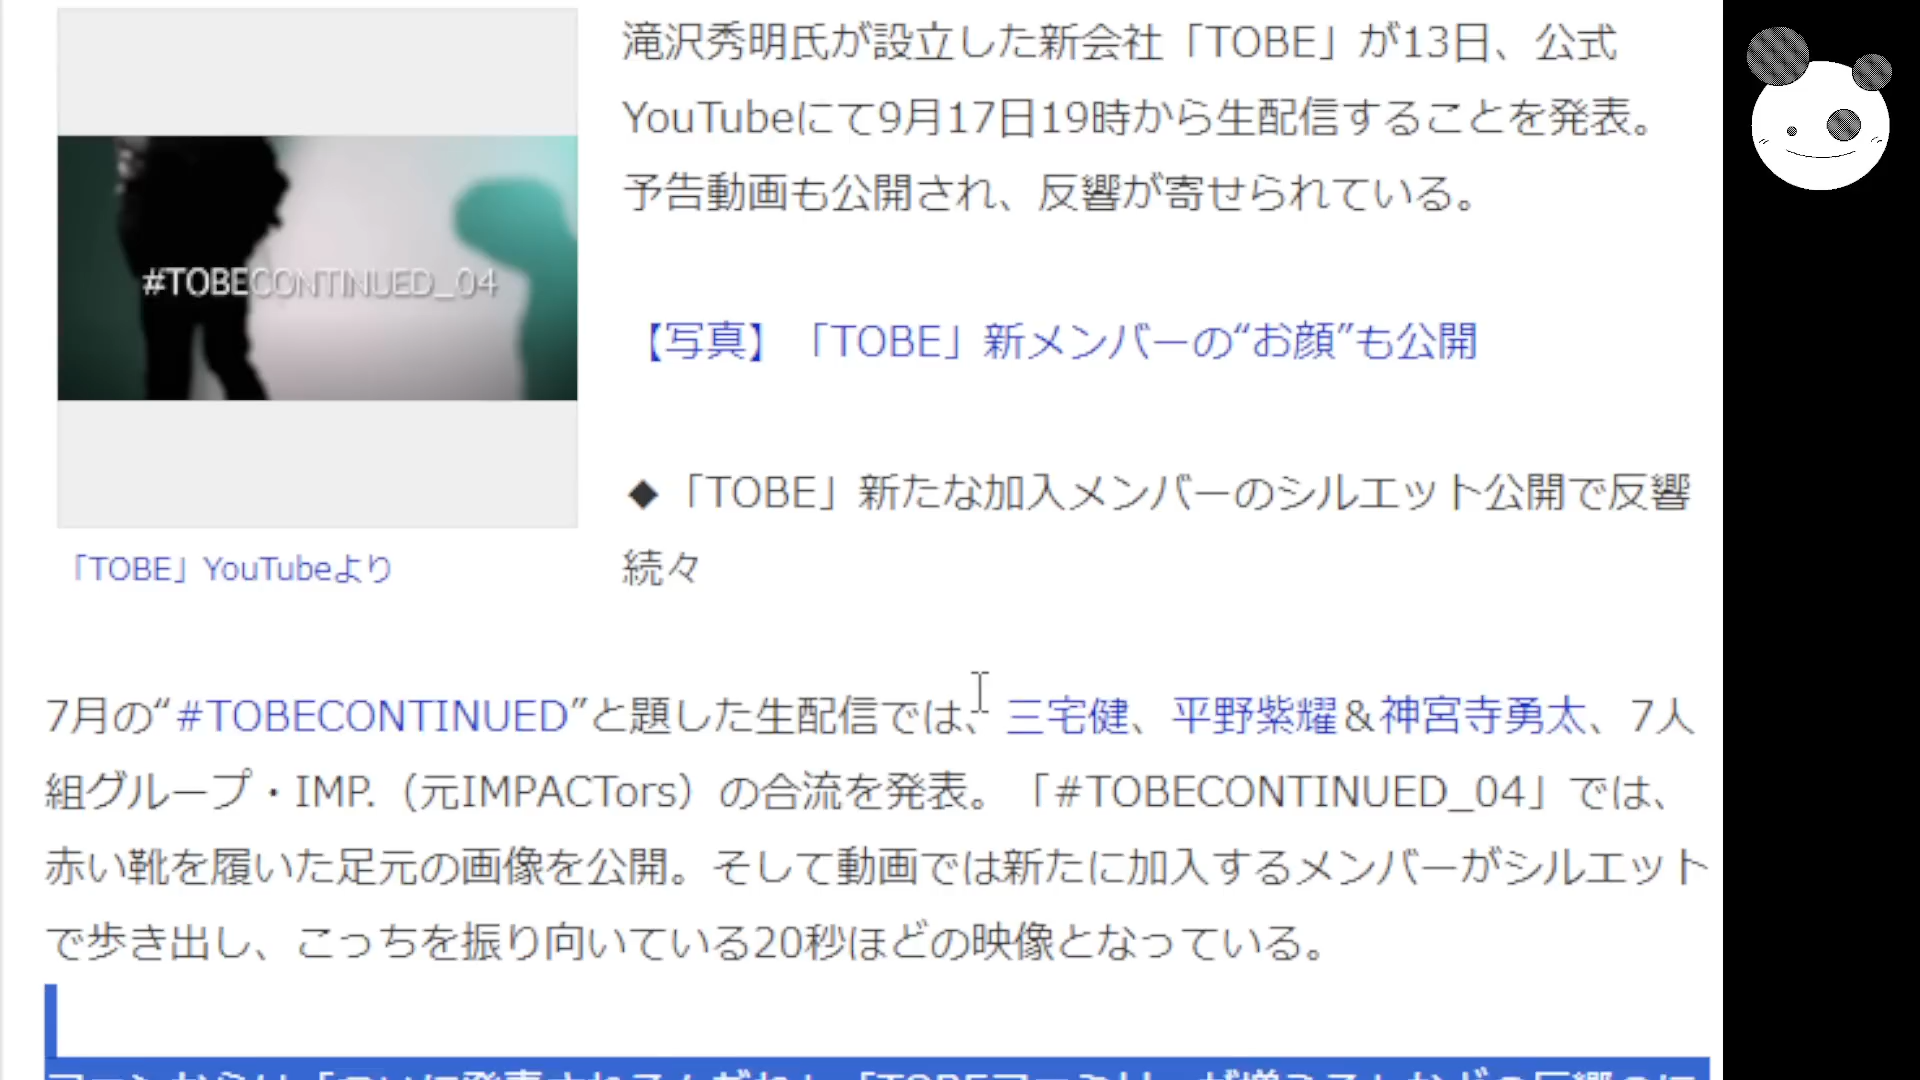 滝沢秀明氏が設立した新会社「TOBE」が13日、公式
YouTubeにて9月17日19時から生配信することを発表。
予告動画も公開され、反響が寄せられている。
#TOBECONTINUED_04
【写真】「TOBE」新メンバーの“お顔”も公開
◆「TOBE」新たな加入メンバーのシルエット公開で反響
続々
「TOBE」YouTubeより
7月の“#TOBECONTINUED”と題した生配信では、三宅健、平野紫耀＆神宮寺勇太、7人
組グループ・IMP.（元IMPACTors）の合流を発表。「#TOBECONTINUED_04」では、
赤い靴を履いた足元の画像を公開。そして動画では新たに加入するメンバーがシルエット
で歩き出し、こっちを振り向いている20秒ほどの映像となっている。